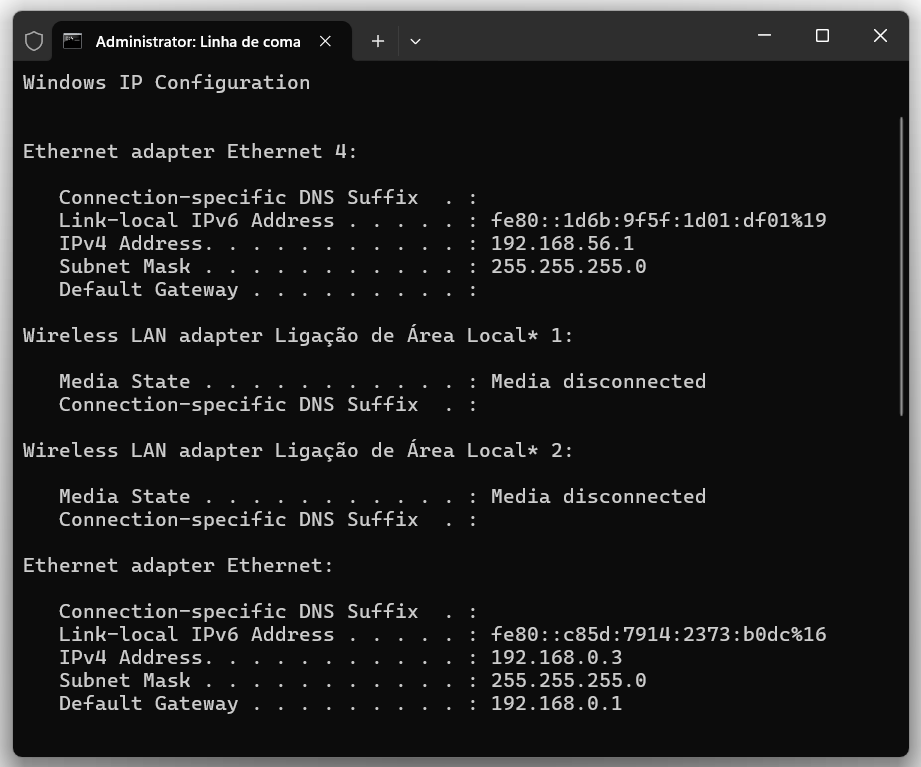 Administrator: Linha de coma
Windows IP Configuration
Ethernet adapter Ethernet 4:
Connection-specific DNS Suffix  . :
Link-local IPv6 Address . . . . . : fe80::1d6b:9f5f:1d01:df01%19
IPv4 Address. . . . . . . . . . . : 192.168.56.1
Subnet Mask . . . . . . . . . . . : 255.255.255.0
Default Gateway . . . . . . . . . :
Wireless LAN adapter Ligação de Área Local* 1:
Media State . . . . . . . . . . . : Media disconnected
Connection-specific DNS Suffix  . :
Wireless LAN adapter Ligação de Área Local* 2:
Media State . . . . . . . . . . . : Media disconnected
Connection-specific DNS Suffix  . :
Ethernet adapter Ethernet:
Connection-specific DNS Suffix  . :
Link-local IPv6 Address . . . . . : fe80::c85d:7914:2373:b0dc%16
IPv4 Address. . . . . . . . . . . : 192.168.0.3
Subnet Mask . . . . . . . . . . . : 255.255.255.0
Default Gateway . . . . . . . . . : 192.168.0.1